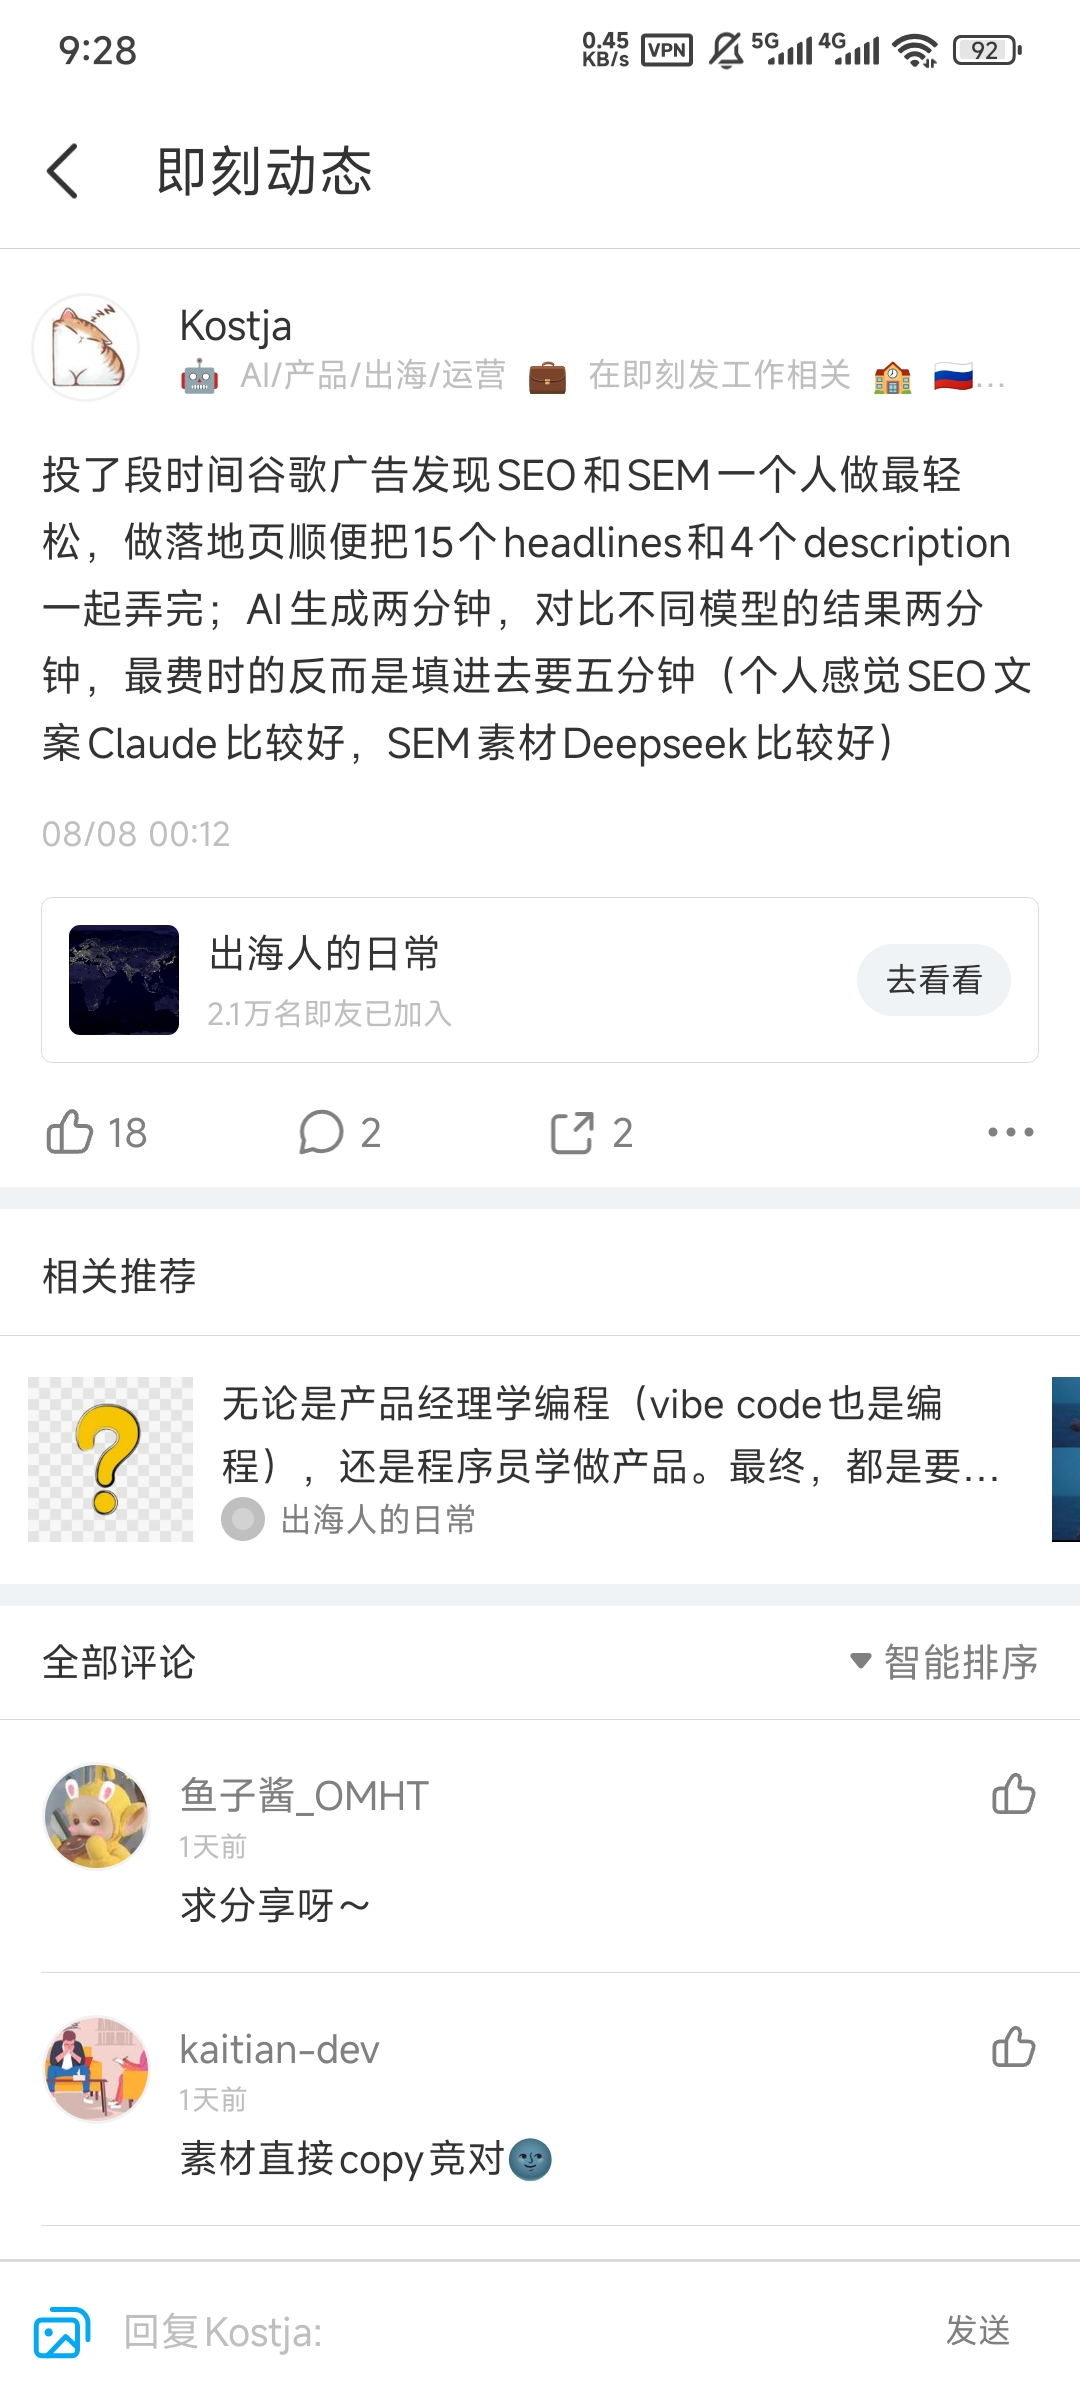 9:28
0.45 KB/s VPN 5G 4G 92
即刻动态
Kostja
AI/产品/出海/运营 在即刻发工作相关 ...
投了段时间谷歌广告发现SEO和SEM一个人做最轻
松，做落地页顺便把15个headlines和4个description
一起弄完；AI生成两分钟，对比不同模型的结果两分
钟，最费时的反而是填进去要五分钟（个人感觉SEO文
案Claude比较好，SEM素材Deepseek比较好）
08/08 00:12
出海人的日常
2.1万名即友已加入
去看看
18 2 2
相关推荐
无论是产品经理学编程（vibe code也是编
程），还是程序员学做产品。最终，都是要...
出海人的日常
全部评论
智能排序
鱼子酱_OMHT
1天前
求分享呀～
kaitian-dev
1天前
素材直接copy竞对🌚
回复Kostja:
发送